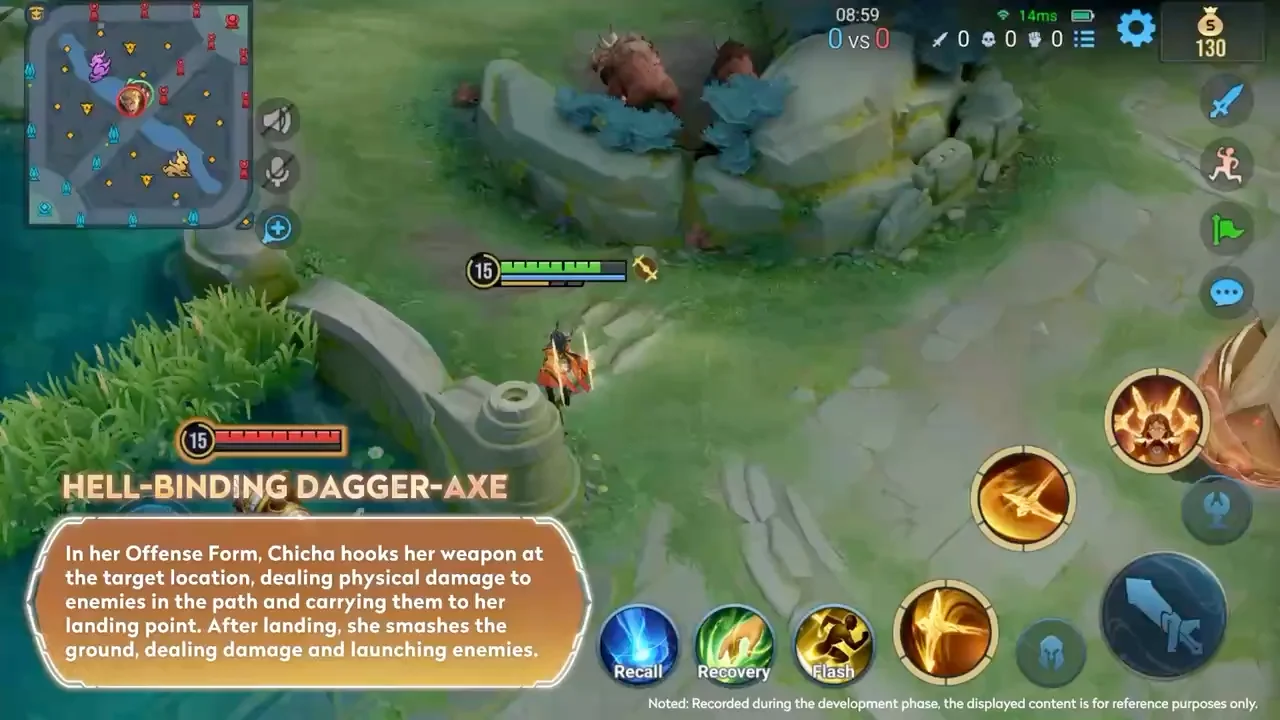 08:59
14ms
0 VS 0
0
0
0
S
130
15
15
HELL-BINDING DAGGER-AXE
In her Offense Form, Chicha hooks her weapon at
the target location, dealing physical damage to
enemies in the path and carrying them to her
landing point. After landing, she smashes the
ground, dealing damage and launching enemies.
Recall
Recovery
Flash
Noted: Recorded during the development phase, the displayed content is for reference purposes only.